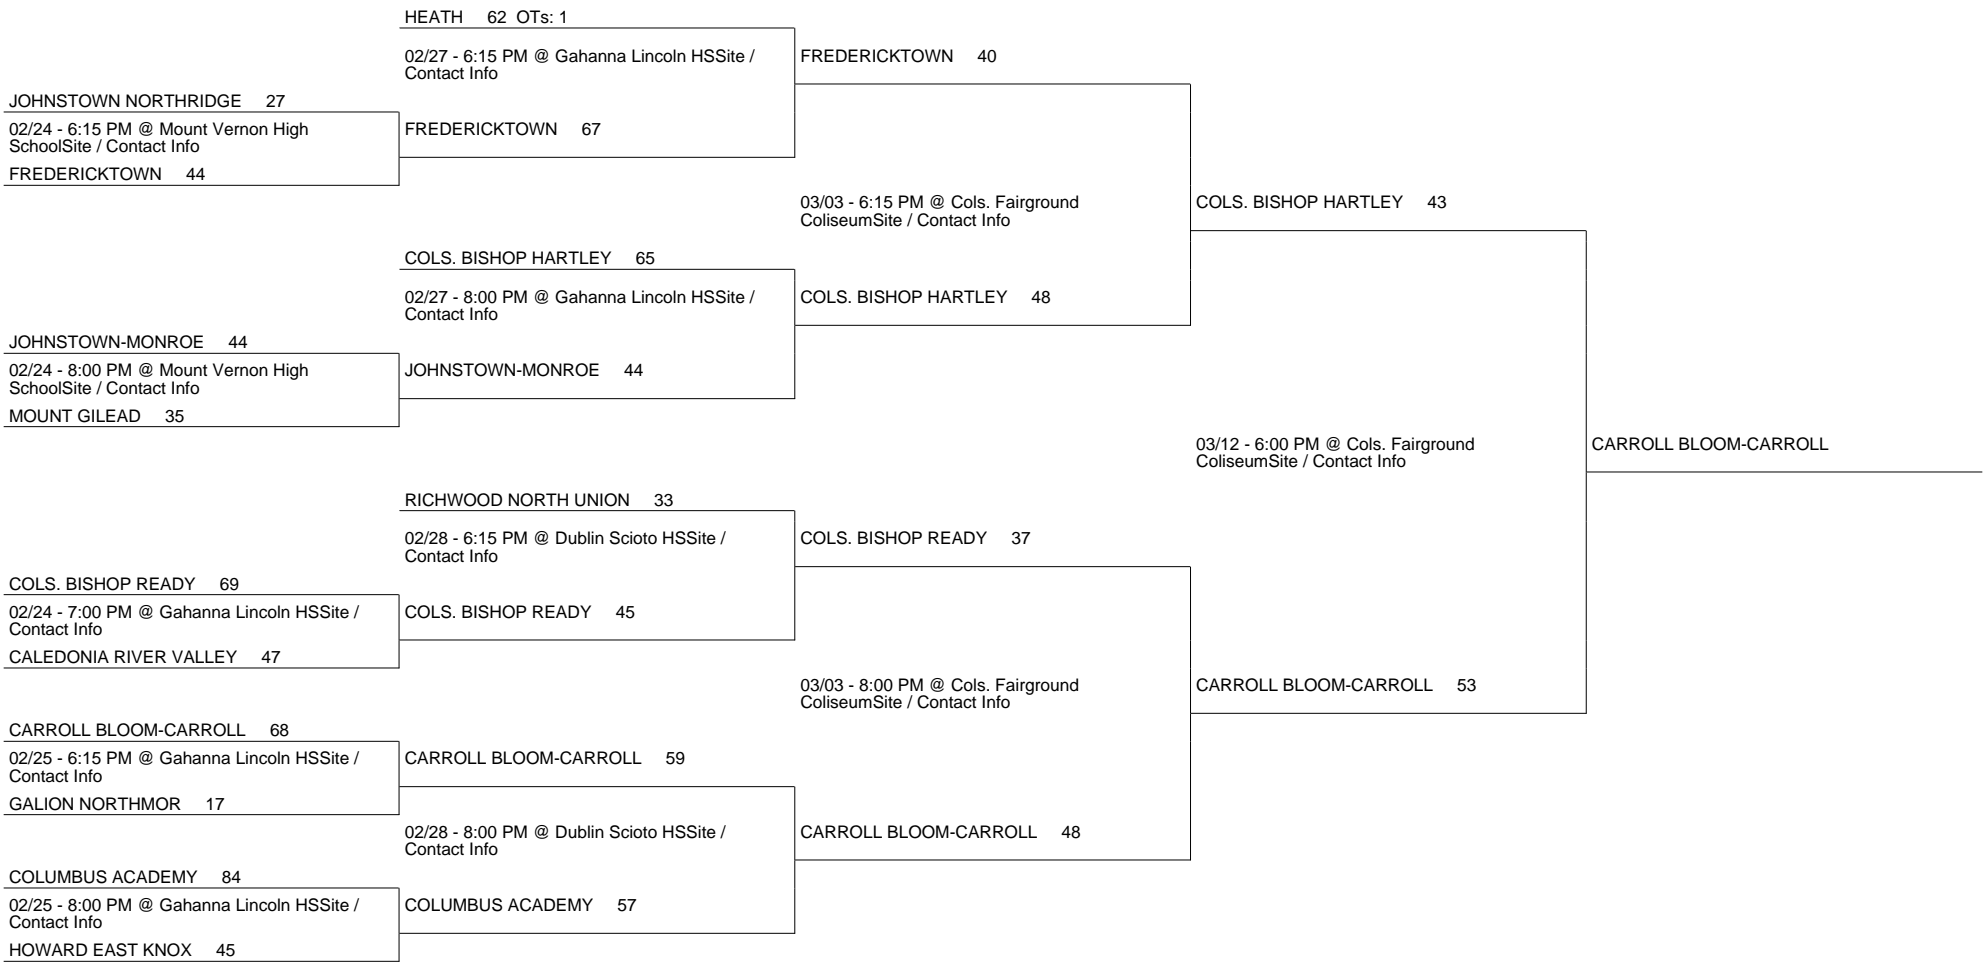 HEATH 62 OTs: 1
02/27 - 6:15 PM @ Gahanna Lincoln HSSite /
Contact Info
FREDERICKTOWN 40
JOHNSTOWN NORTHRIDGE 27
02/24 - 6:15 PM @ Mount Vernon High
SchoolSite / Contact Info
FREDERICKTOWN 67
FREDERICKTOWN 44
03/03 - 6:15 PM @ Cols. Fairground
ColiseumSite / Contact Info
COLS. BISHOP HARTLEY 43
COLS. BISHOP HARTLEY 65
02/27 - 8:00 PM @ Gahanna Lincoln HSSite /
Contact Info
COLS. BISHOP HARTLEY 48
JOHNSTOWN-MONROE 44
02/24 - 8:00 PM @ Mount Vernon High
SchoolSite / Contact Info
JOHNSTOWN-MONROE 44
MOUNT GILEAD 35
03/12 - 6:00 PM @ Cols. Fairground
ColiseumSite / Contact Info
CARROLL BLOOM-CARROLL
RICHWOOD NORTH UNION 33
02/28 - 6:15 PM @ Dublin Scioto HSSite /
Contact Info
COLS. BISHOP READY 37
COLS. BISHOP READY 69
02/24 - 7:00 PM @ Gahanna Lincoln HSSite /
Contact Info
COLS. BISHOP READY 45
CALEDONIA RIVER VALLEY 47
03/03 - 8:00 PM @ Cols. Fairground
ColiseumSite / Contact Info
CARROLL BLOOM-CARROLL 53
CARROLL BLOOM-CARROLL 68
02/25 - 6:15 PM @ Gahanna Lincoln HSSite /
Contact Info
CARROLL BLOOM-CARROLL 59
GALION NORTHMOR 17
02/28 - 8:00 PM @ Dublin Scioto HSSite /
Contact Info
CARROLL BLOOM-CARROLL 48
COLUMBUS ACADEMY 84
02/25 - 8:00 PM @ Gahanna Lincoln HSSite /
Contact Info
COLUMBUS ACADEMY 57
HOWARD EAST KNOX 45